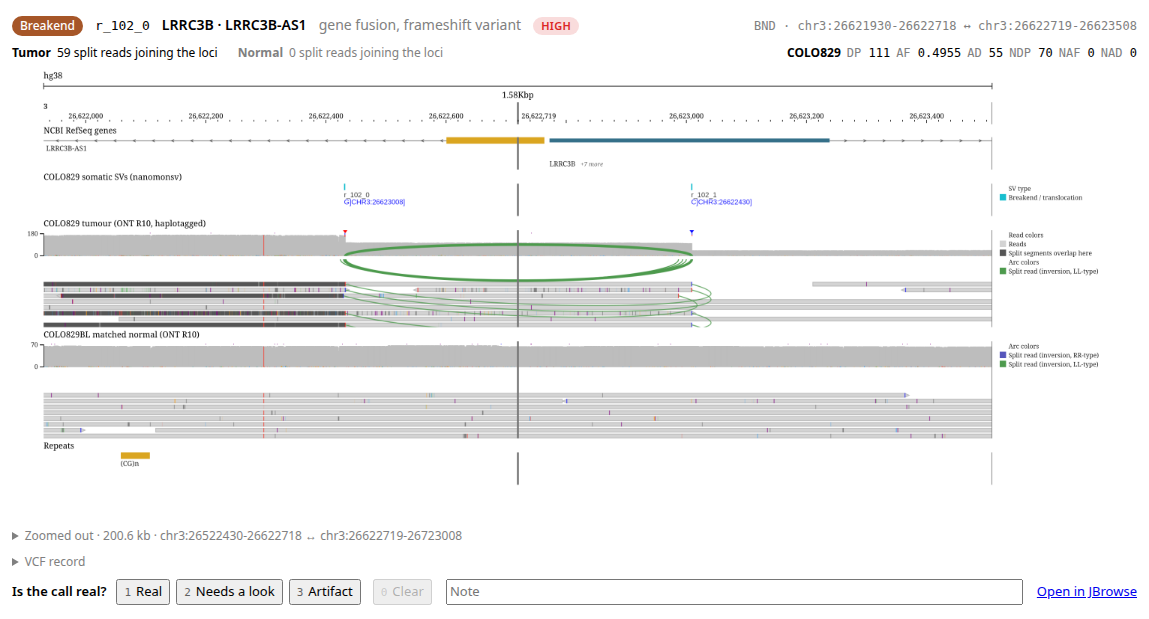 Breakend r_102_0 LRRC3B · LRRC3B-AS1 gene fusion, frameshift variant HIGH BND · chr3:26621930-26622718 ↔ chr3:26622719-26623508
Tumor 59 split reads joining the loci Normal 0 split reads joining the loci COLO829 DP 111 AF 0.4955 AD 55 NDP 70 NAF 0 NAD 0
hg38
1.58Kbp
3
26,622,000 26,622,200 26,622,400 26,622,600 26,622,719 26,623,000 26,623,200 26,623,400
NCBI RefSeq genes
LRRC3B-AS1
LRRC3B +7 more
COLO829 somatic SVs (nanomonsv)
r_102_0 r_102_1
G[CHR3:26623008] C[CHR3:26622430]
SV type
Breakend / translocation
COLO829 tumour (ONT R10, haplotagged)
180
0
Read colors
Reads
Split segments overlap here
Arc colors
Split read (inversion, LL-type)
COLO829BL matched normal (ONT R10)
70
0
Arc colors
Split read (inversion, RR-type)
Split read (inversion, LL-type)
Repeats
(CG)n
▶ Zoomed out · 200.6 kb · chr3:26522430-26622718 ↔ chr3:26622719-26723008
▶ VCF record
Is the call real? 1 Real 2 Needs a look 3 Artifact 0 Clear Note Open in JBrowse